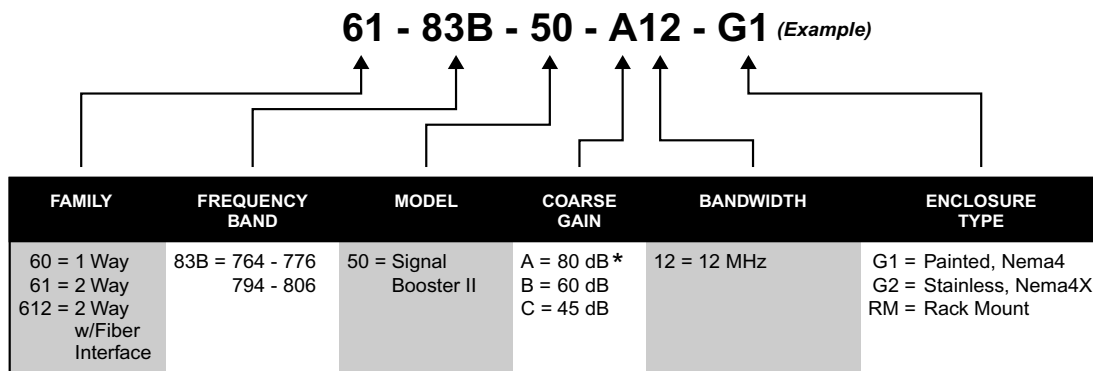 61 - 83B - 50 - A12 - G1 (Example)
FAMILY
FREQUENCY
BAND
MODEL
COARSE
GAIN
BANDWIDTH
ENCLOSURE
TYPE
60 = 1 Way
61 = 2 Way
612 = 2 Way
w/Fiber
Interface
83B = 764 - 776
794 - 806
50 = Signal
Booster II
A = 80 dB *
B = 60 dB
C = 45 dB
12 = 12 MHz
G1 = Painted, Nema4
G2 = Stainless, Nema4X
RM = Rack Mount